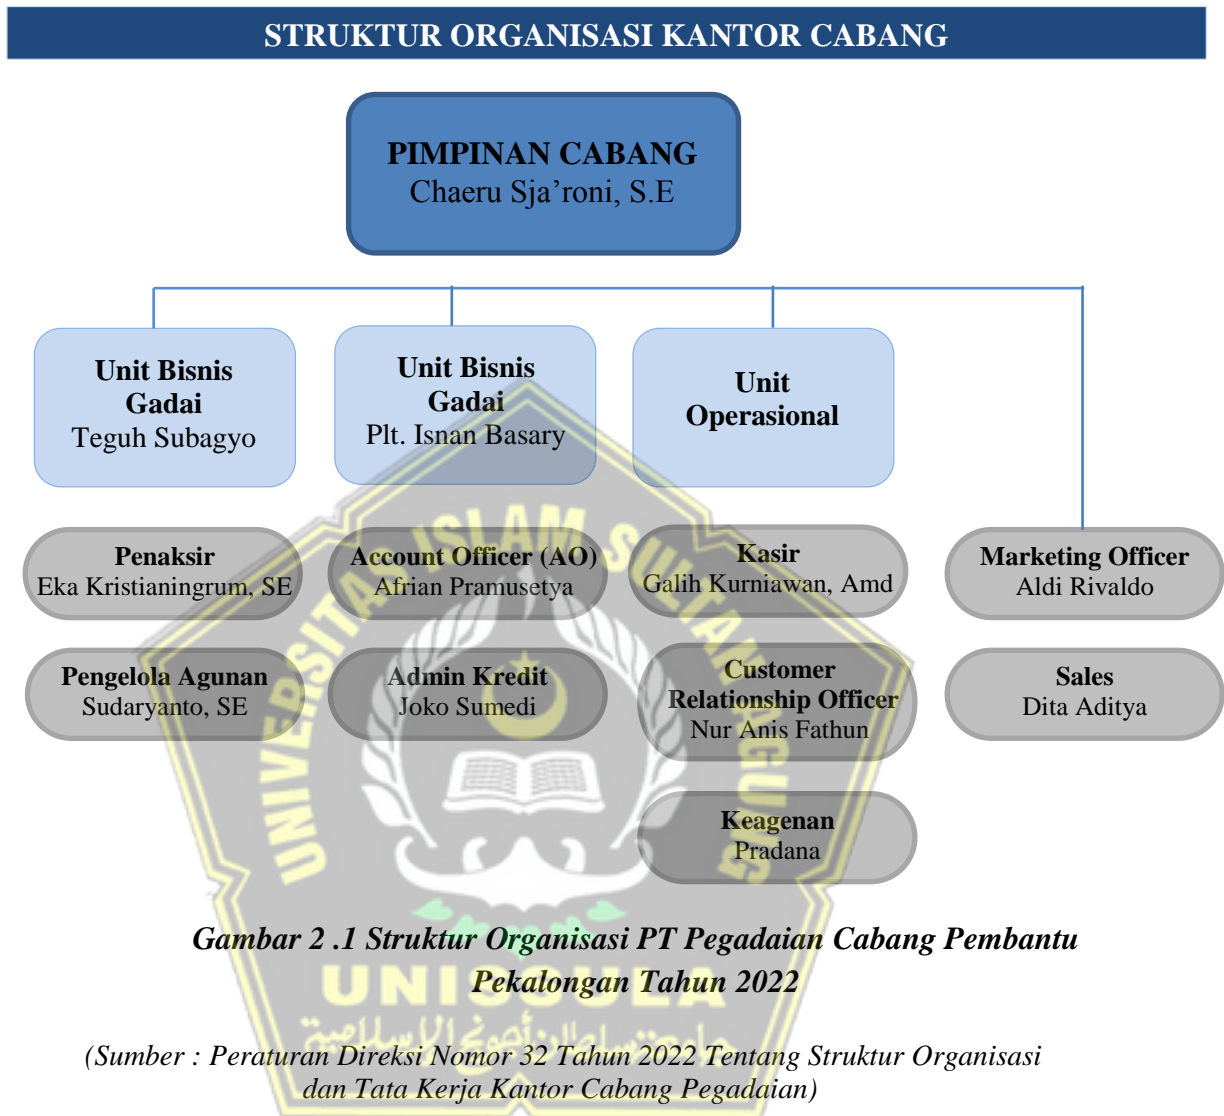 STRUKTUR ORGANISASI KANTOR CABANG
PIMPINAN CABANG
Chaeru Sja’roni, S.E
Unit Bisnis
Gadai
Teguh Subagyo
Unit Bisnis
Gadai
Plt. Isnan Basary
Unit
Operasional
Penaksir
Eka Kristianingrum, SE
Account Officer (AO)
Afrian Pramusetya
Kasir
Galih Kurniawan, Amd
Marketing Officer
Aldi Rivaldo
Pengelola Agunan
Sudaryanto, SE
Admin Kredit
Joko Sumedi
Customer
Relationship Officer
Nur Anis Fathun
Sales
Dita Aditya
Keagenan
Pradana
UNIVERSITAS ISLAM SULTAN AGUNG
Gambar 2 .1 Struktur Organisasi PT Pegadaian Cabang Pembantu
Pekalongan Tahun 2022
UNISSULA
(Sumber : Peraturan Direksi Nomor 32 Tahun 2022 Tentang Struktur Organisasi
dan Tata Kerja Kantor Cabang Pegadaian)